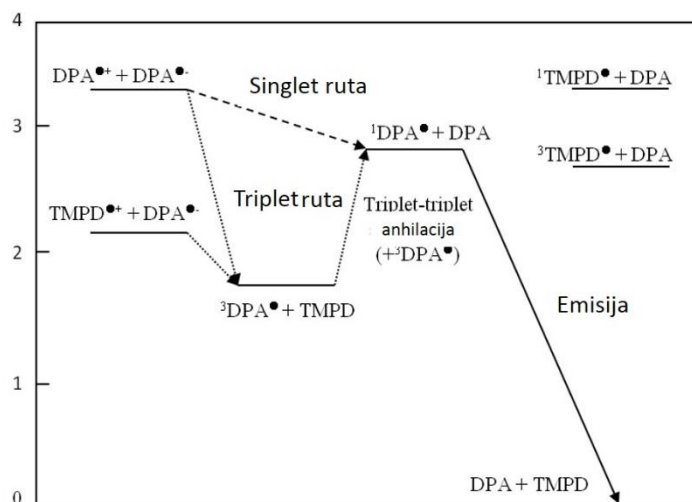 4
DPA●+ + DPA●-
Singlet ruta
¹TMPD● + DPA
3
¹DPA● + DPA
³TMPD● + DPA
TMPD●+ + DPA●-
Triplet ruta
Triplet-triplet
anhilacija
(+³DPA●)
2
³DPA● + TMPD
Emisija
1
DPA + TMPD
0